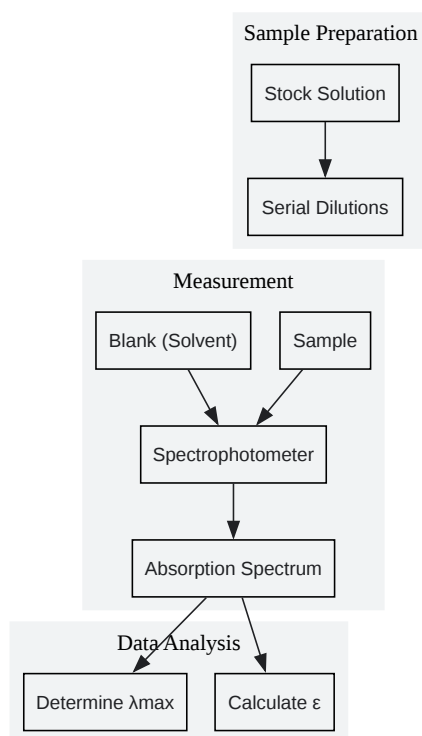 Sample Preparation
Stock Solution
Serial Dilutions
Measurement
Blank (Solvent)
Sample
Spectrophotometer
Absorption Spectrum
Data Analysis
Determine λmax
Calculate ε